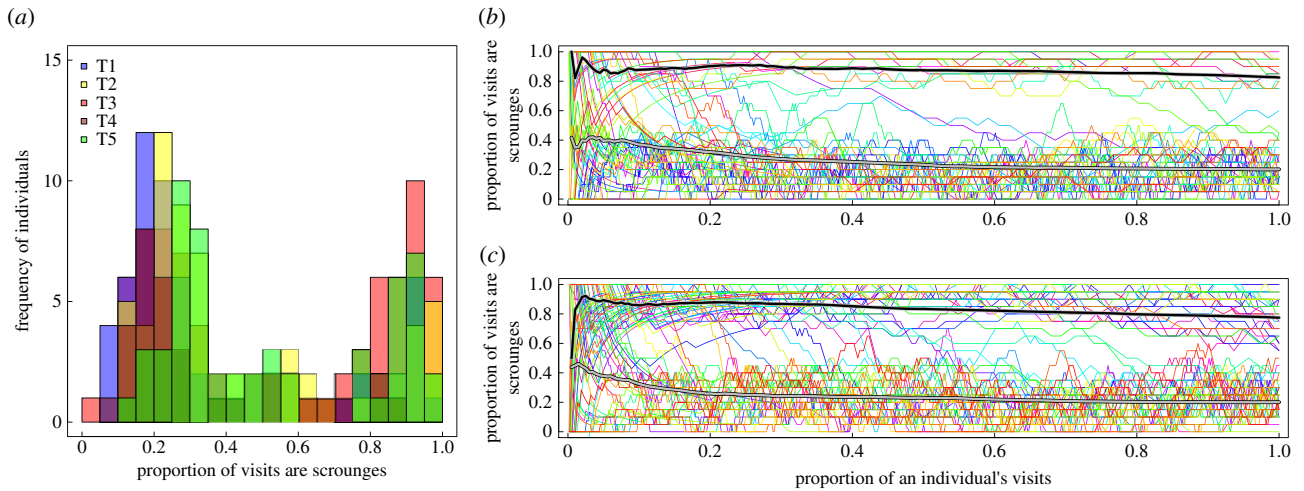 (a)
15
10
5
0
frequency of individuals
T1
T2
T3
T4
T5
0 0.2 0.4 0.6 0.8 1.0
proportion of visits are scrounges
(b)
proportion of visits are
scrounges
1.0
0.8
0.6
0.4
0.2
0
0 0.2 0.4 0.6 0.8 1.0
(c)
proportion of visits are
scrounges
1.0
0.8
0.6
0.4
0.2
0
0 0.2 0.4 0.6 0.8 1.0
proportion of an individual's visits